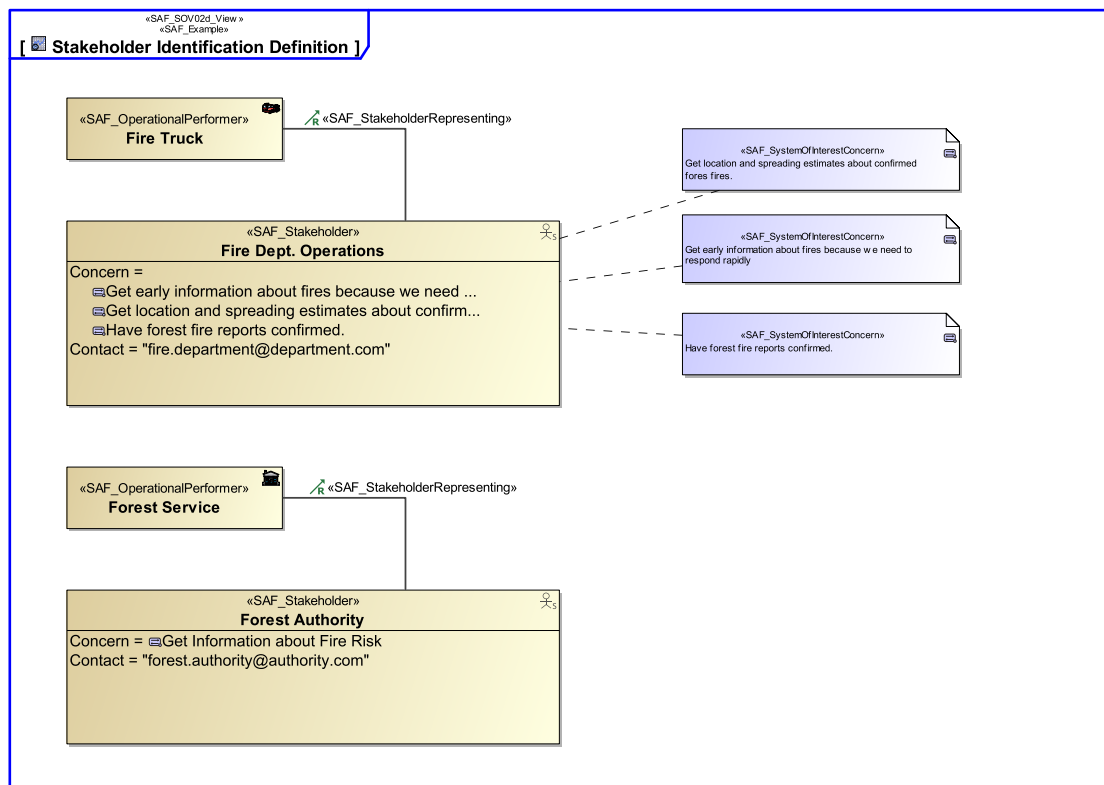 «SAF_SOV02d_View »
«SAF_Example»
[ Stakeholder Identification Definition ]
«SAF_OperationalPerformer»
Fire Truck
«SAF_StakeholderRepresenting»
«SAF_SystemOfInterestConcern»
Get location and spreading estimates about confirmed
fores fires.
«SAF_SystemOfInterestConcern»
Get early information about fires because we need to
respond rapidly
«SAF_SystemOfInterestConcern»
Have forest fire reports confirmed.
«SAF_Stakeholder»
Fire Dept. Operations
Concern =
Get early information about fires because we need ...
Get location and spreading estimates about confirm...
Have forest fire reports confirmed.
Contact = "fire.department@department.com"
«SAF_OperationalPerformer»
Forest Service
«SAF_StakeholderRepresenting»
«SAF_Stakeholder»
Forest Authority
Concern = Get Information about Fire Risk
Contact = "forest.authority@authority.com"